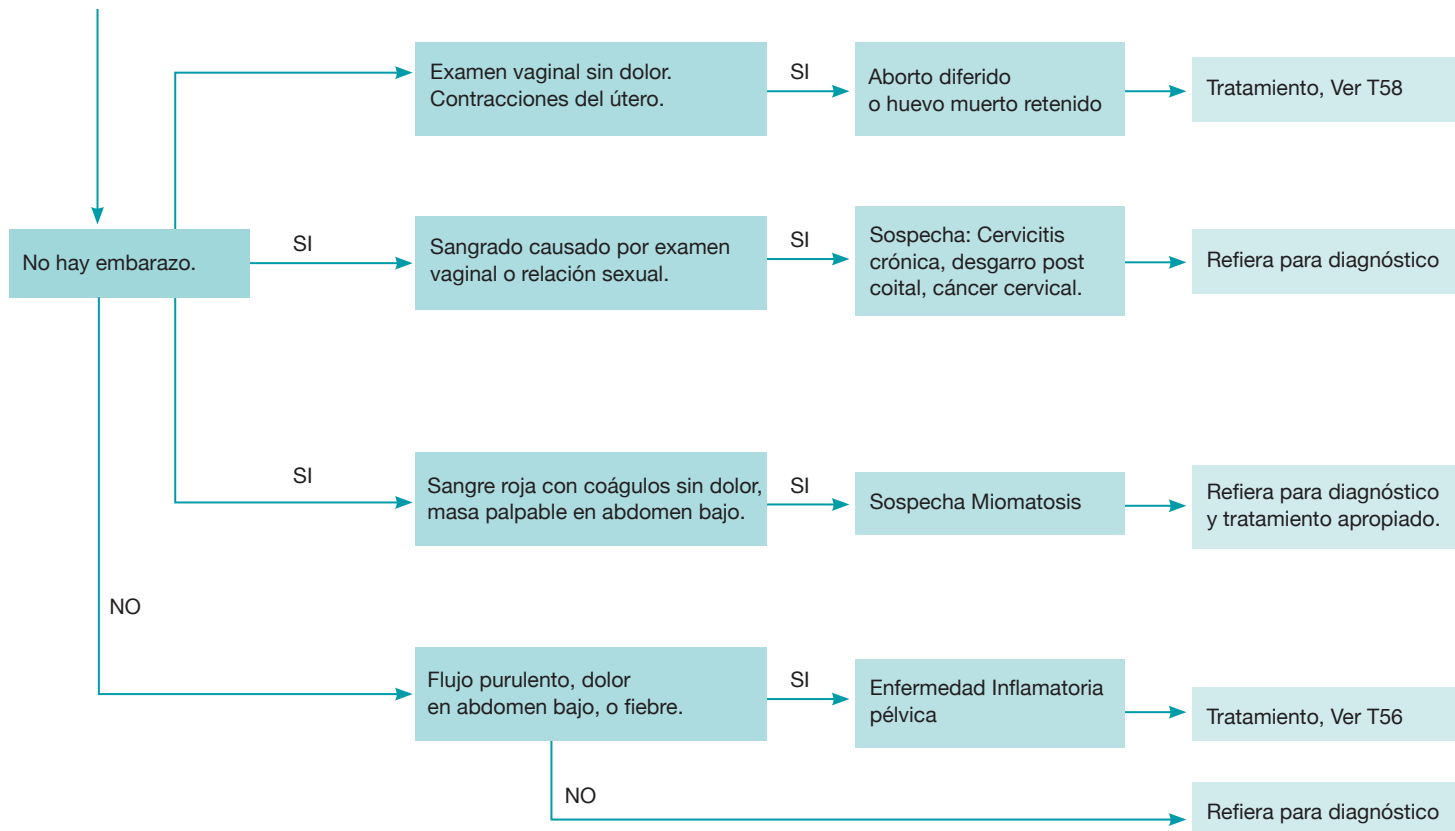 Examen vaginal sin dolor.
Contracciones del útero.
SI
Aborto diferido
o huevo muerto retenido
Tratamiento, Ver T58
No hay embarazo.
SI
Sangrado causado por examen
vaginal o relación sexual.
SI
Sospecha: Cervicitis
crónica, desgarro post
coital, cáncer cervical.
Refiera para diagnóstico
SI
Sangre roja con coágulos sin dolor,
masa palpable en abdomen bajo.
SI
Sospecha Miomatosis
Refiera para diagnóstico
y tratamiento apropiado.
NO
Flujo purulento, dolor
en abdomen bajo, o fiebre.
SI
Enfermedad Inflamatoria
pélvica
Tratamiento, Ver T56
NO
Refiera para diagnóstico